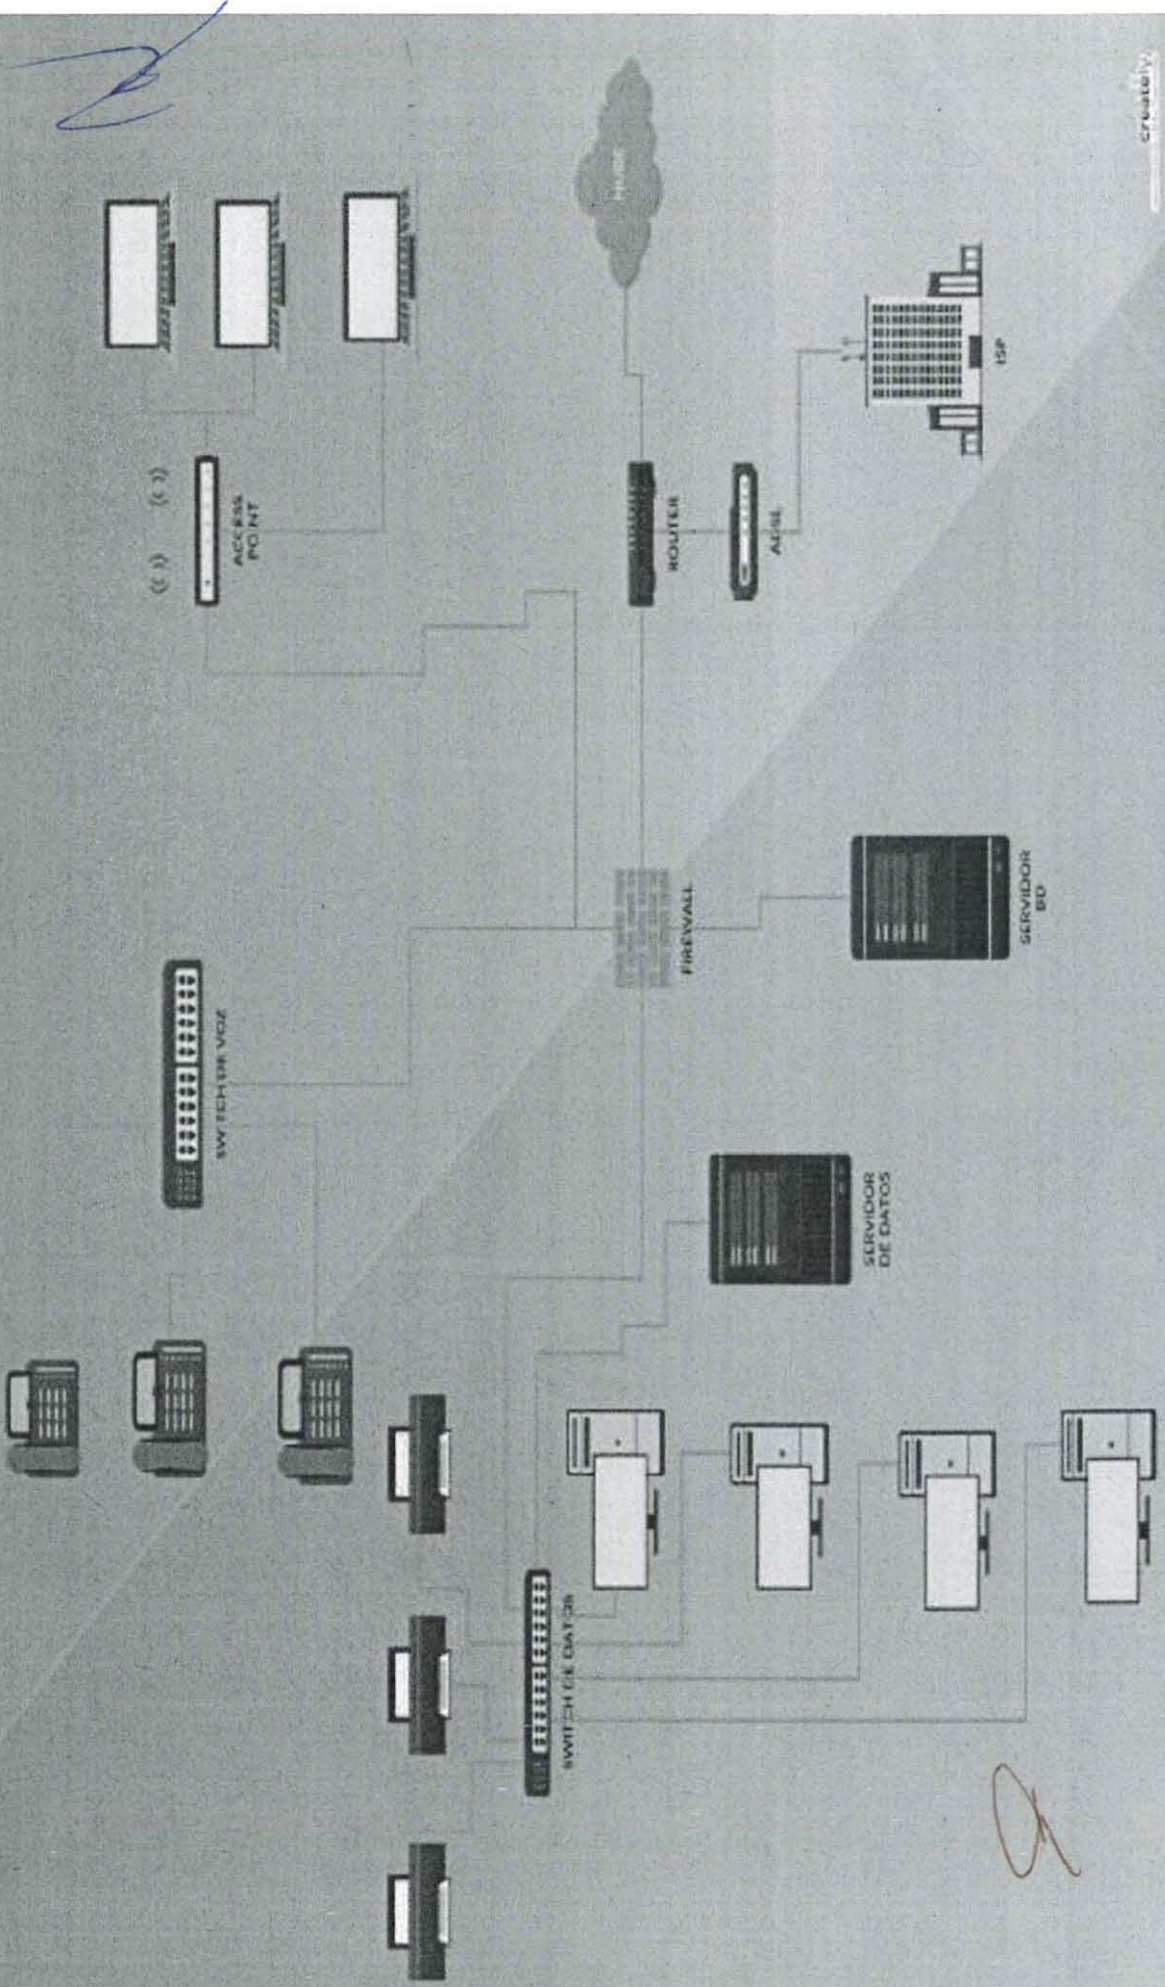 ACCESS
POINT
ROUTER
ADSL
ISP
SWITCH DE VOZ
FIREWALL
SERVIDOR
BD
SERVIDOR
DE DATOS
SWITCH DE DATOS
creately